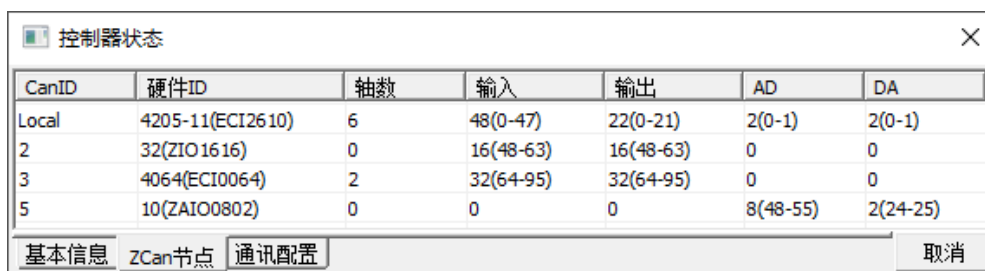 控制器状态
CanID 硬件ID 轴数 输入 输出 AD DA
Local 4205-11(ECI2610) 6 48(0-47) 22(0-21) 2(0-1) 2(0-1)
2 32(ZIO1616) 0 16(48-63) 16(48-63) 0 0
3 4064(ECI0064) 2 32(64-95) 32(64-95) 0 0
5 10(ZAIO0802) 0 0 0 8(48-55) 2(24-25)
基本信息 ZCan节点 通讯配置 取消